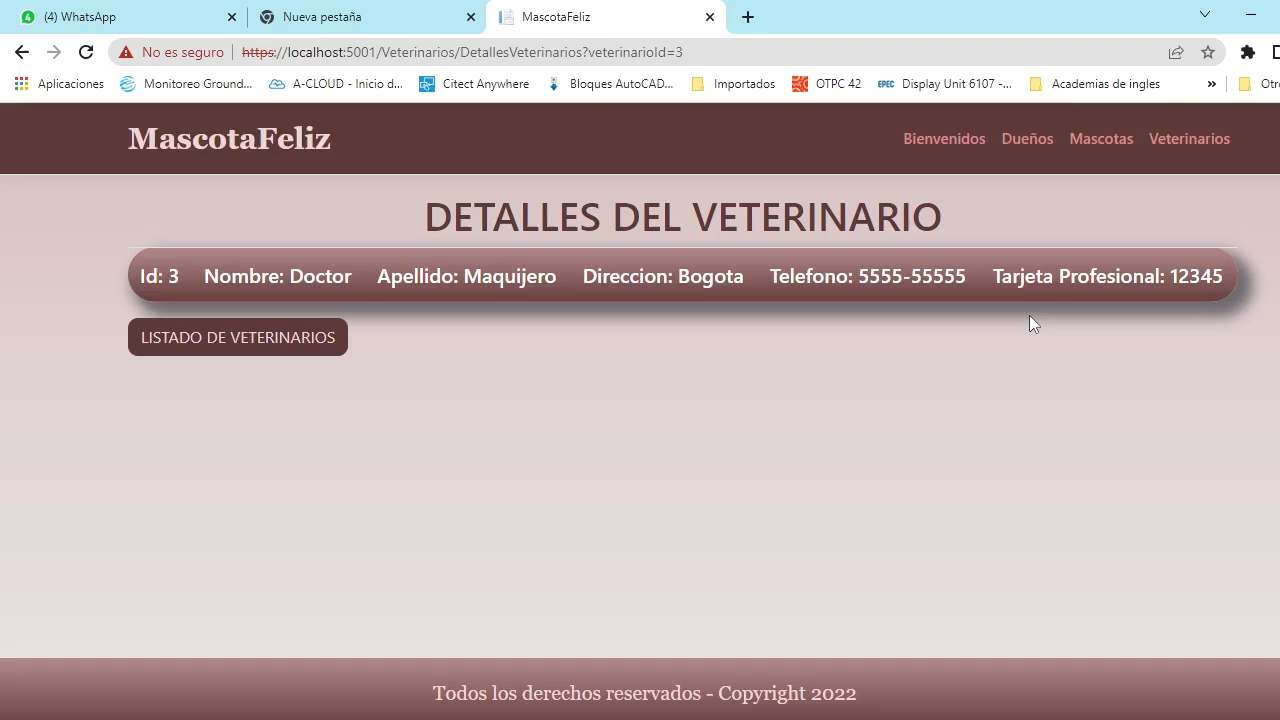 (4) WhatsApp
Nueva pestaña
MascotaFeliz
No es seguro
https://localhost:5001/Veterinarios/DetallesVeterinarios?veterinarioId=3
Aplicaciones
Monitoreo Ground...
A-CLOUD - Inicio d...
Citect Anywhere
Bloques AutoCAD...
Importados
OTPC 42
EPEC
Display Unit 6107 -...
Academias de ingles
»
Otro
MascotaFeliz
Bienvenidos
Dueños
Mascotas
Veterinarios
DETALLES DEL VETERINARIO
Id: 3 Nombre: Doctor Apellido: Maquijero Direccion: Bogota Telefono: 5555-55555 Tarjeta Profesional: 12345
LISTADO DE VETERINARIOS
Todos los derechos reservados - Copyright 2022